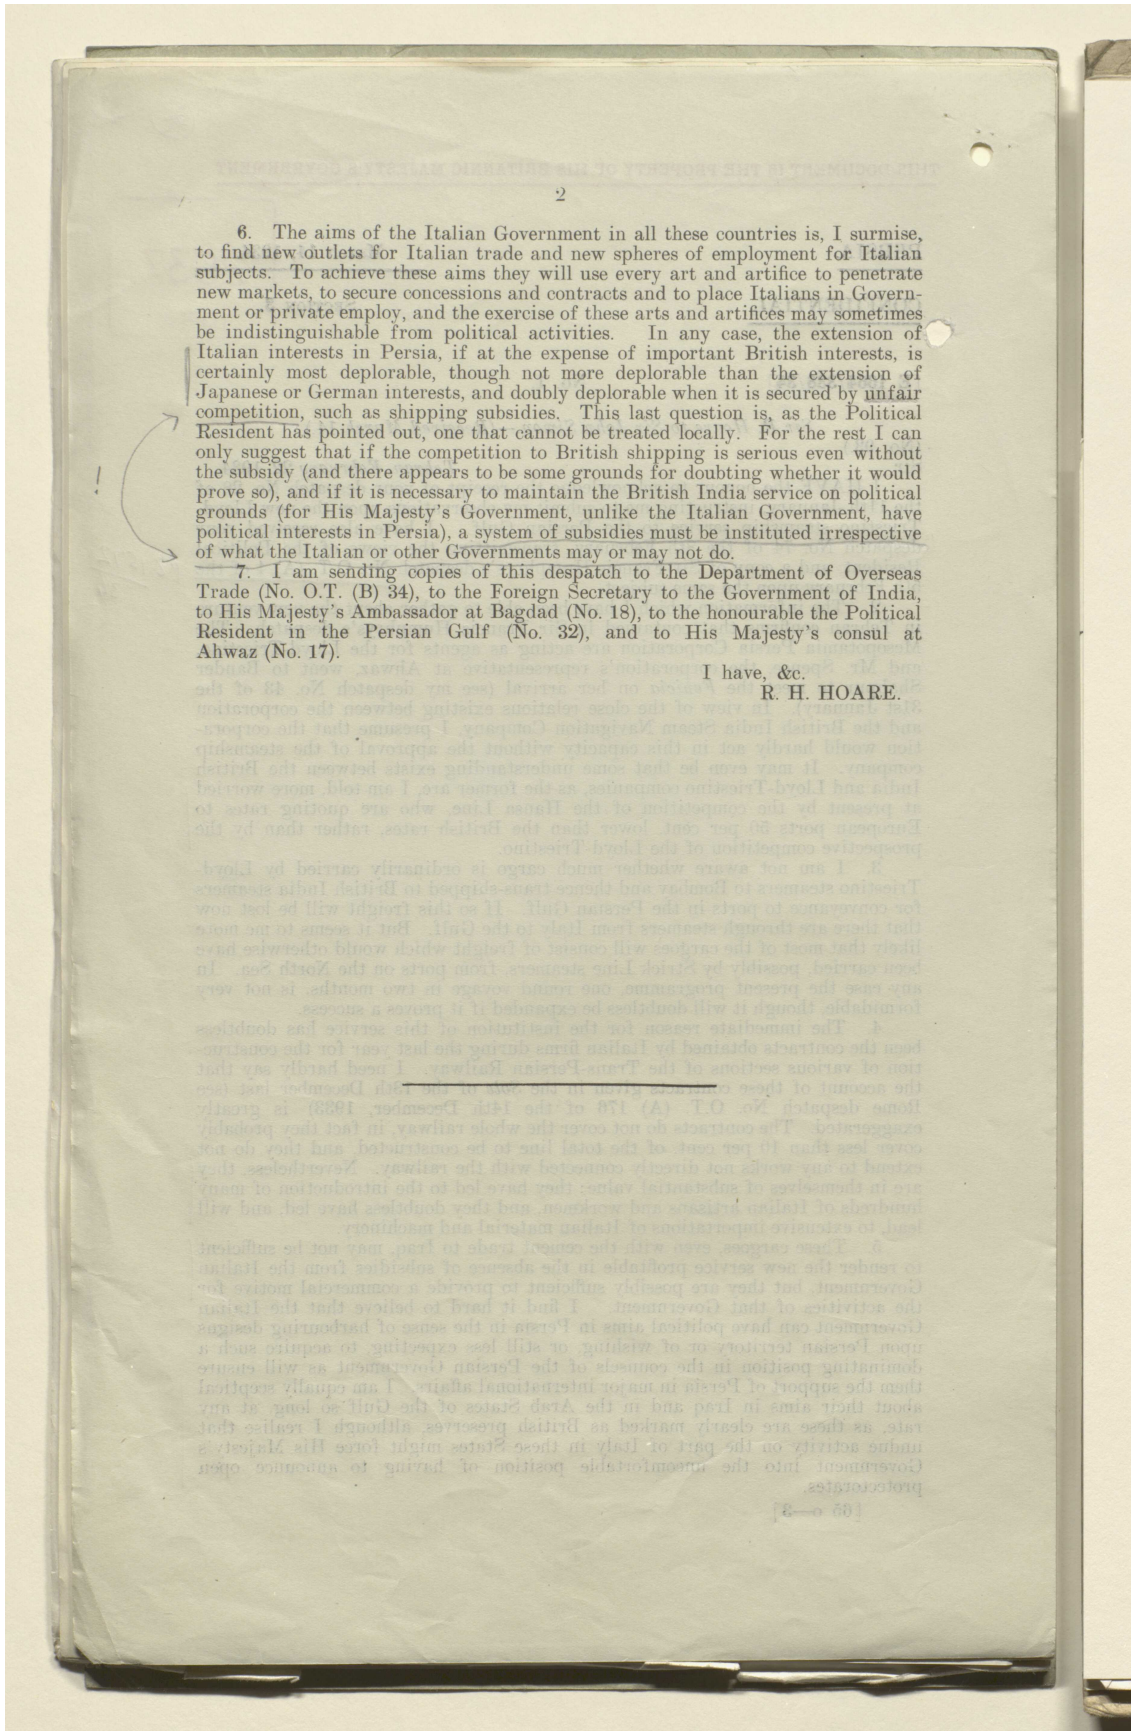 2
6. The aims of the Italian Government in all these countries is, I surmise,
to find new outlets for Italian trade and new spheres of employment for Italian
subjects. To achieve these aims they will use every art and artifice to penetrate
new markets, to secure concessions and contracts and to place Italians in Govern-
ment or private employ, and the exercise of these arts and artifices may sometimes
be indistinguishable from political activities. In any case, the extension of
Italian interests in Persia, if at the expense of important British interests, is
certainly most deplorable, though not more deplorable than the extension of
Japanese or German interests, and doubly deplorable when it is secured by unfair
competition, such as shipping subsidies. This last question is, as the Political
Resident has pointed out, one that cannot be treated locally. For the rest I can
only suggest that if the competition to British shipping is serious even without
the subsidy (and there appears to be some grounds for doubting whether it would
prove so), and if it is necessary to maintain the British India service on political
grounds (for His Majesty's Government, unlike the Italian Government, have
political interests in Persia), a system of subsidies must be instituted irrespective
of what the Italian or other Governments may or may not do.
7. I am sending copies of this despatch to the Department of Overseas
Trade (No. O.T. (B) 34), to the Foreign Secretary to the Government of India,
to His Majesty's Ambassador at Bagdad (No. 18), to the honourable the Political
Resident in the Persian Gulf (No. 32), and to His Majesty's consul at
Ahwaz (No. 17).
I have, &c.
R. H. HOARE.
!